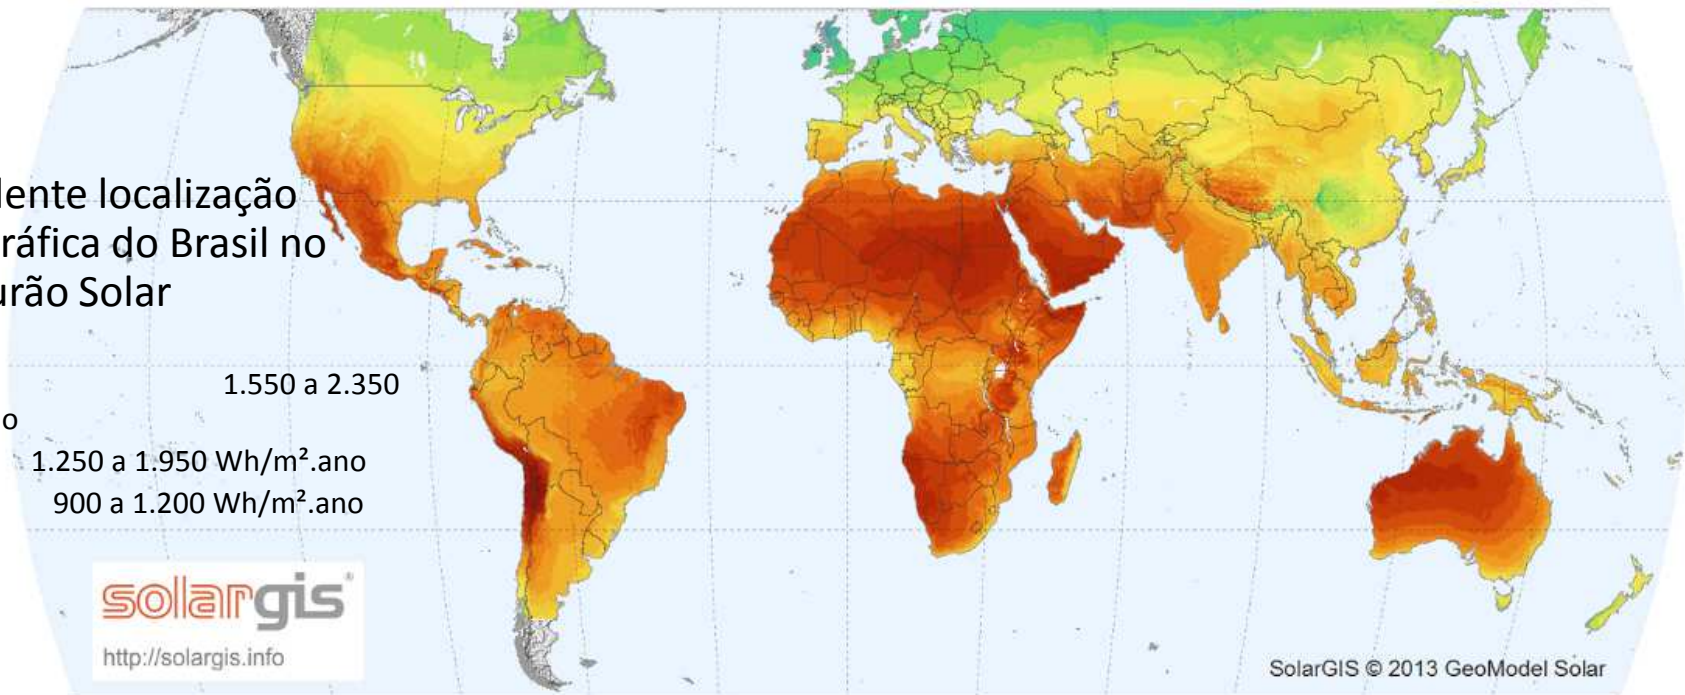 lente localização
ráfica do Brasil no
urão Solar
1.550 a 2.350
o
1.250 a 1.950 Wh/m².ano
900 a 1.200 Wh/m².ano
solargis®
http://solargis.info
SolarGIS © 2013 GeoModel Solar